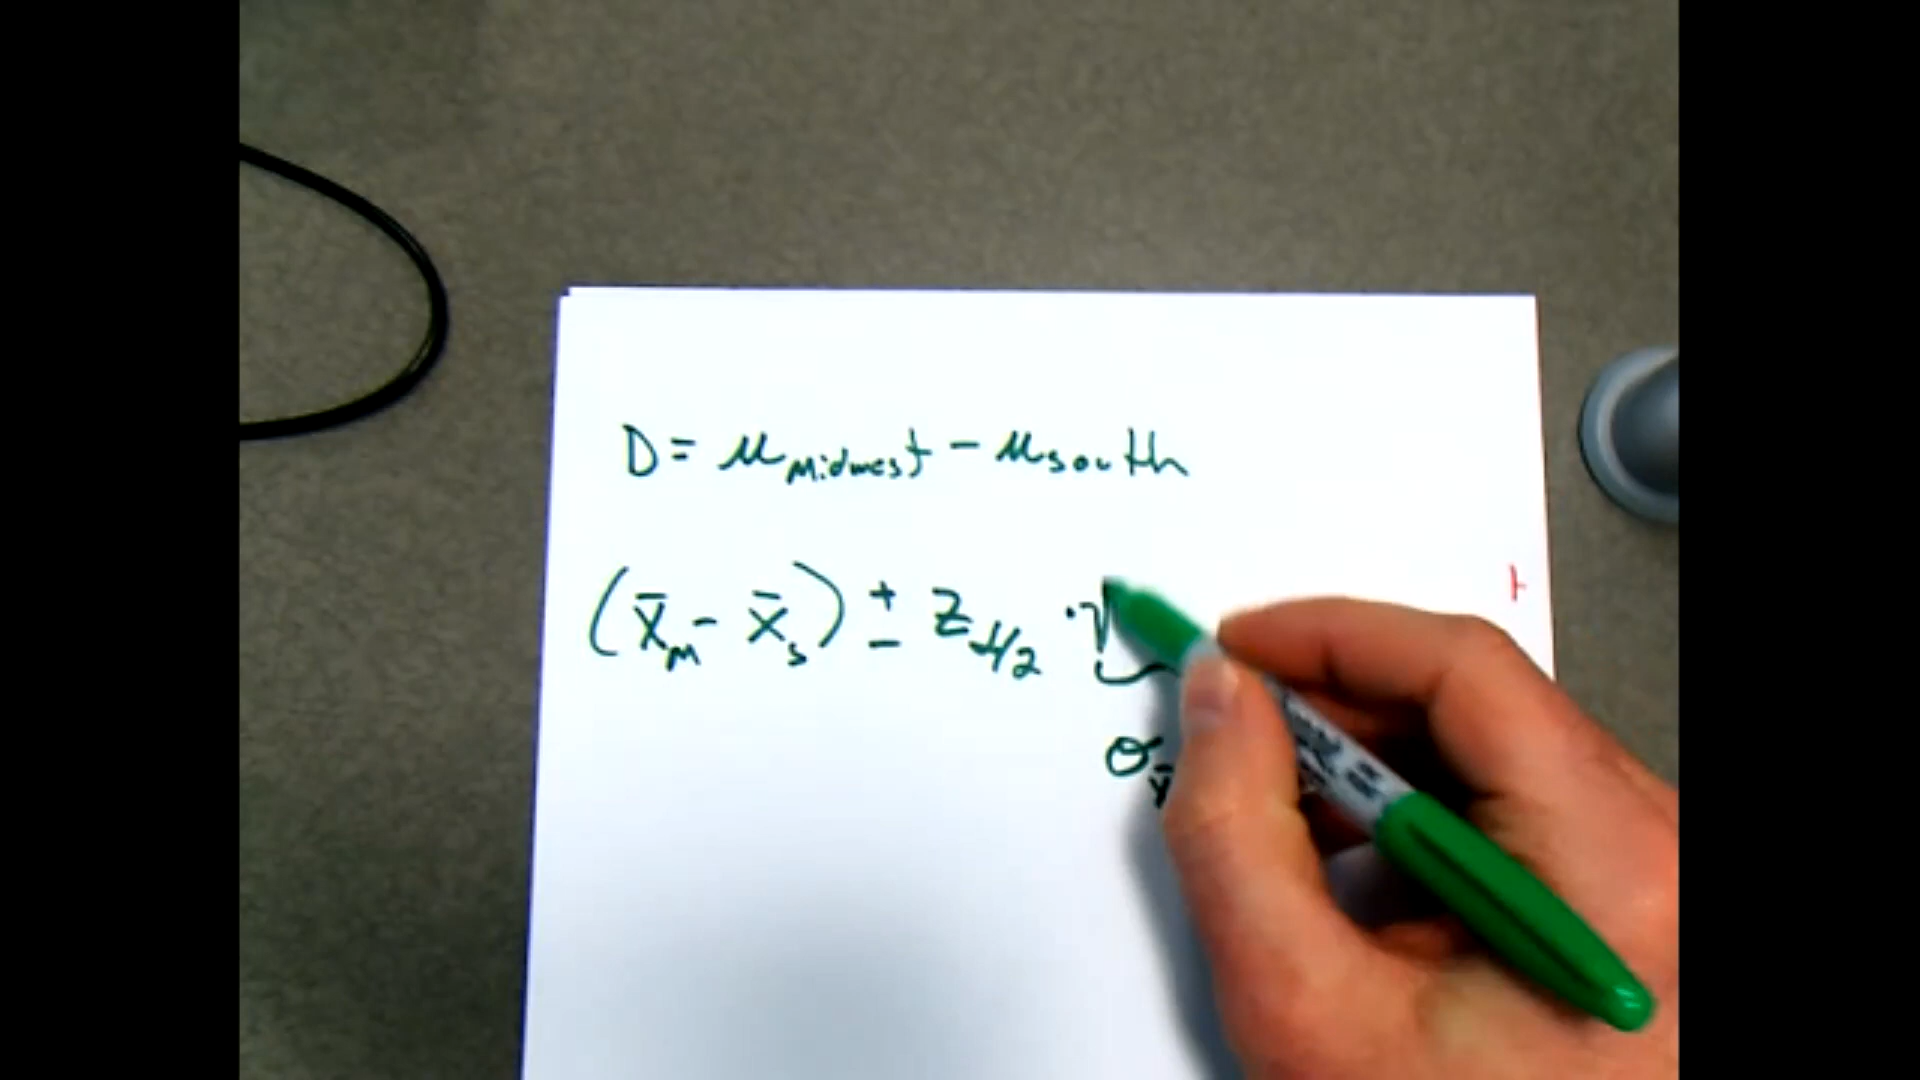 D = μMidwest - μSouth
(x̄M - x̄s) ± zα/2 · √
σx̄